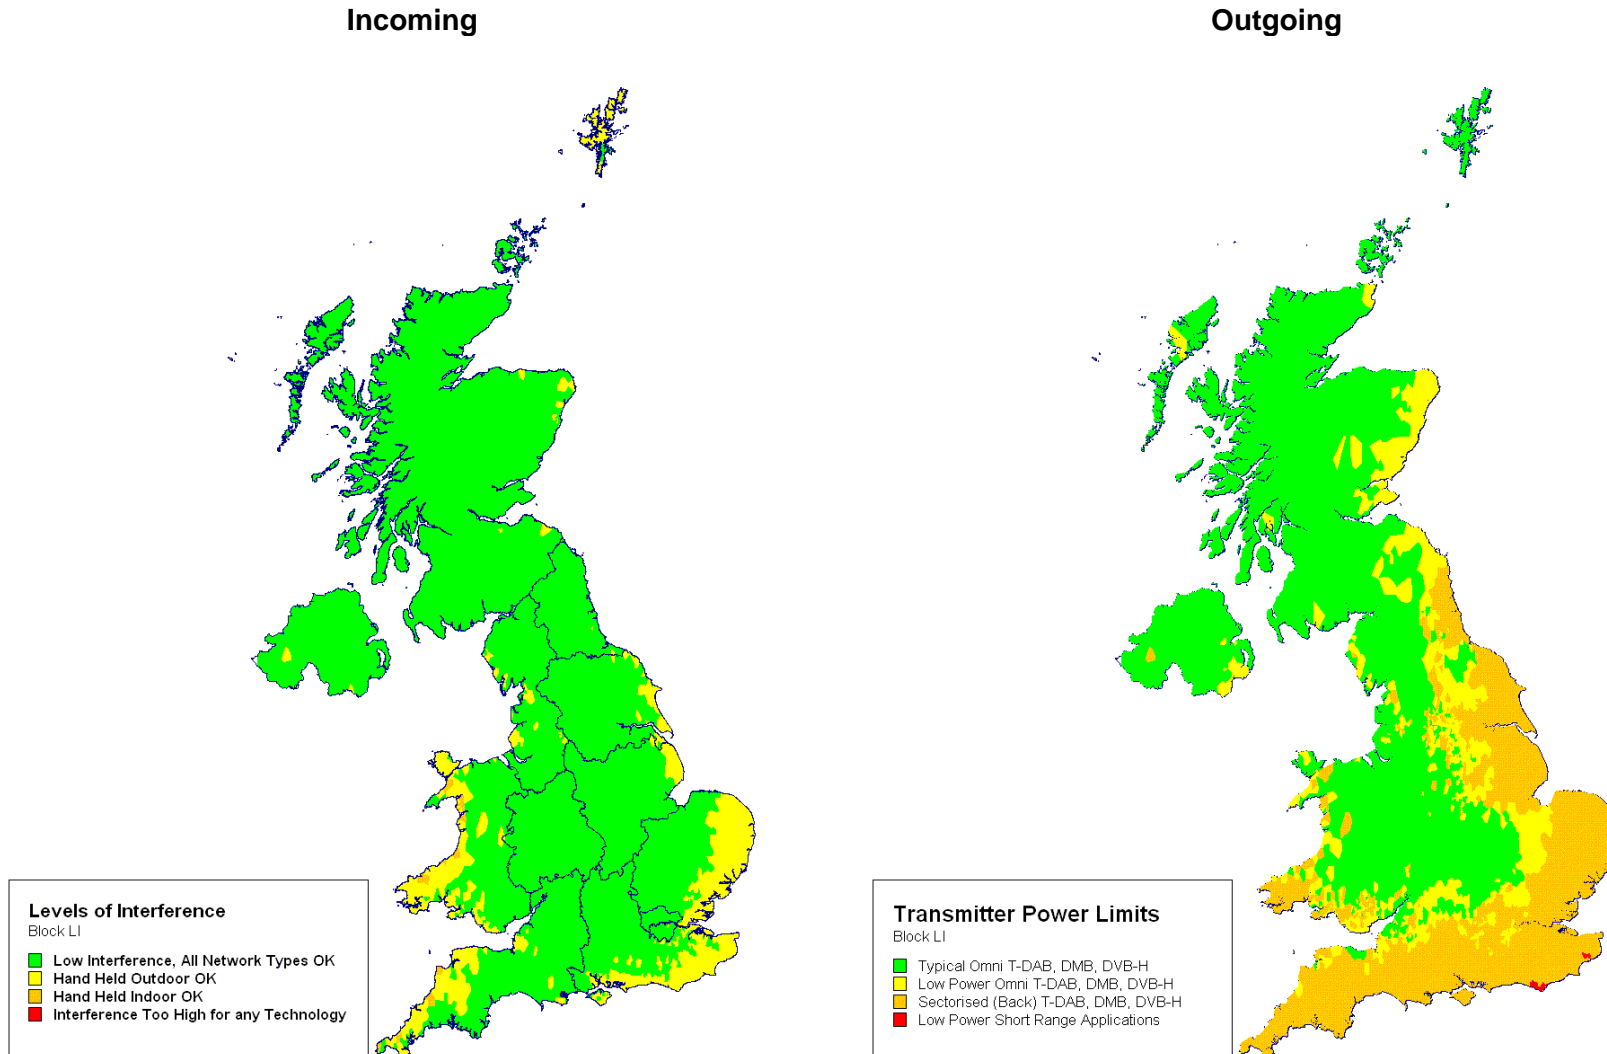 Incoming
Outgoing
Levels of Interference
Block LI
Low Interference, All Network Types OK
Hand Held Outdoor OK
Hand Held Indoor OK
Interference Too High for any Technology
Transmitter Power Limits
Block LI
Typical Omni T-DAB, DMB, DVB-H
Low Power Omni T-DAB, DMB, DVB-H
Sectorised (Back) T-DAB, DMB, DVB-H
Low Power Short Range Applications